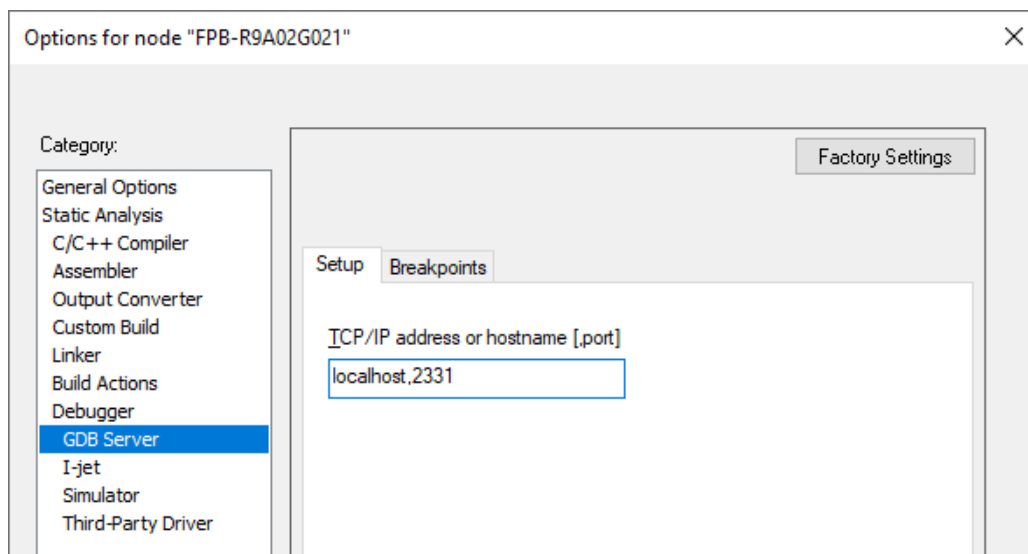 Options for node "FPB-R9A02G021"
Category:
Factory Settings
General Options
Static Analysis
C/C++ Compiler
Assembler
Output Converter
Custom Build
Linker
Build Actions
Debugger
GDB Server
I-jet
Simulator
Third-Party Driver
Setup
Breakpoints
TCP/IP address or hostname [,port]
localhost,2331